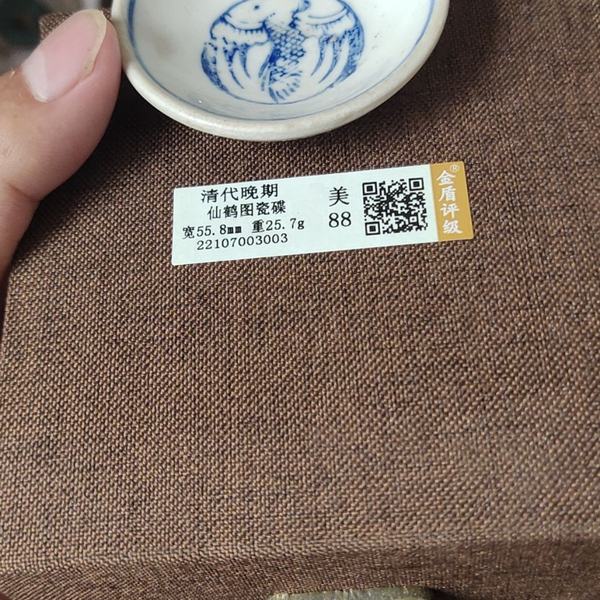 清代晚期
仙鹤图瓷碟
宽55.8mm 重25.7g
22107003003
美
88
金盾评级®